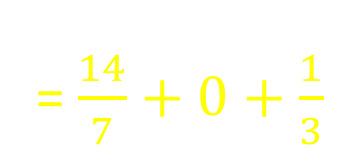 = 14/7 + 0 + 1/3